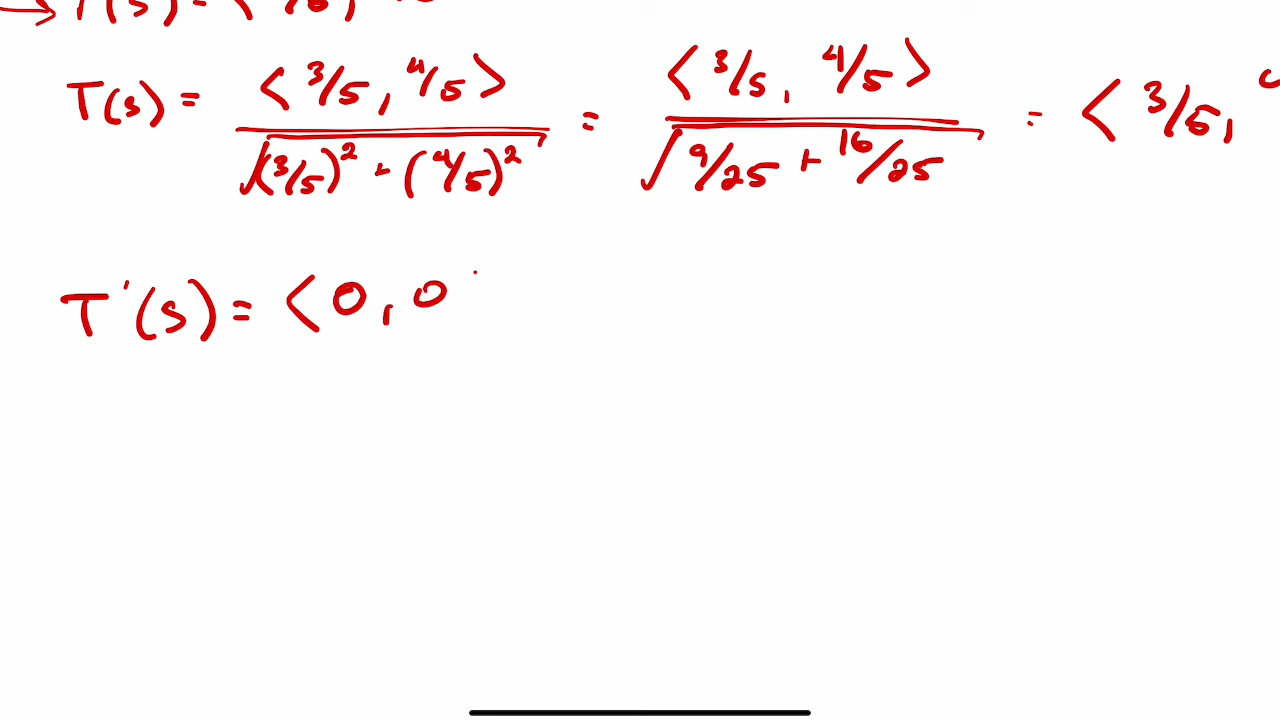 T(s) = <3/5, 4/5> / √((3/5)² + (4/5)²) = <3/5, 4/5> / √(9/25 + 16/25) = <3/5,
T'(s) = <0, 0